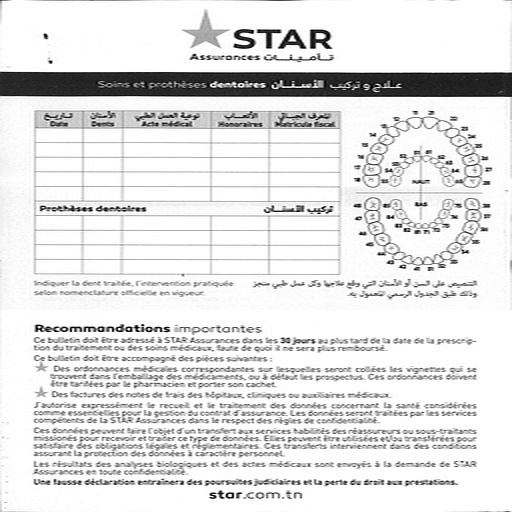 STAR
Assurances تأمينات
Soins et prothèses dentaires علاج و تركيب الأسنان
تاريخ الأسنان نوعية العمل الطبي الأتعاب المعرف الجبائي
Date Dents Acte médical Honoraires Matricule fiscal
Prothèses dentaires تركيب الأسنان
HAUT
BAS
Indiquer la dent traitée, l'intervention pratiquée
selon nomenclature officielle en vigueur.
التنصيص على السن أو الأسنان التي وقع علاجها وكل عمل طبي منجز
وذلك طبق الجدول الرسمي المعمول به.
Recommandations importantes
Ce bulletin doit être adressé à STAR Assurances dans les 30 jours au plus tard de la date de la prescrip-
tion du traitement ou des soins médicaux, faute de quoi il ne sera plus remboursé.
Ce bulletin doit être accompagné des pièces suivantes :
Des ordonnances médicales correspondantes sur lesquelles seront collées les vignettes qui se
trouvent dans l'emballage des médicaments, ou à défaut les prospectus. Ces ordonnances doivent
être tarifées par le pharmacien et porter son cachet.
Des factures des notes de frais des hôpitaux, cliniques ou auxiliaires médicaux.
J'autorise expressément le recueil et le traitement des données concernant la santé considérées
comme essentielles pour la gestion du contrat d'assurance. Les données seront traitées par les services
compétents de la STAR Assurances dans le respect des règles de confidentialité.
Ces données peuvent faire l'objet d'un transfert aux services habilités des réassureurs ou sous-traitants
missionnés pour recevoir et traiter ce type de données. Elles peuvent être utilisées et/ou transférées pour
satisfaire des obligations légales et réglementaires. Ces transferts interviennent dans des conditions
assurant la protection des données à caractère personnel.
Les résultats des analyses biologiques et des actes médicaux sont envoyés à la demande de STAR
Assurances en toute confidentialité.
Une fausse déclaration entraînera des poursuites judiciaires et la perte du droit aux prestations.
star.com.tn